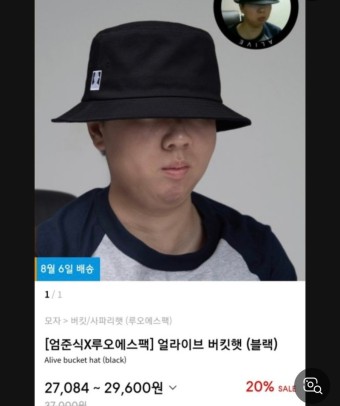 ALIVE
8월 6일 배송
1 / 1
모자 > 버킷/사파리햇 (루오에스팩)
[엄준식X루오에스팩] 얼라이브 버킷햇 (블랙)
Alive bucket hat (black)
27,084 ~ 29,600원
20% SALE
37,000원